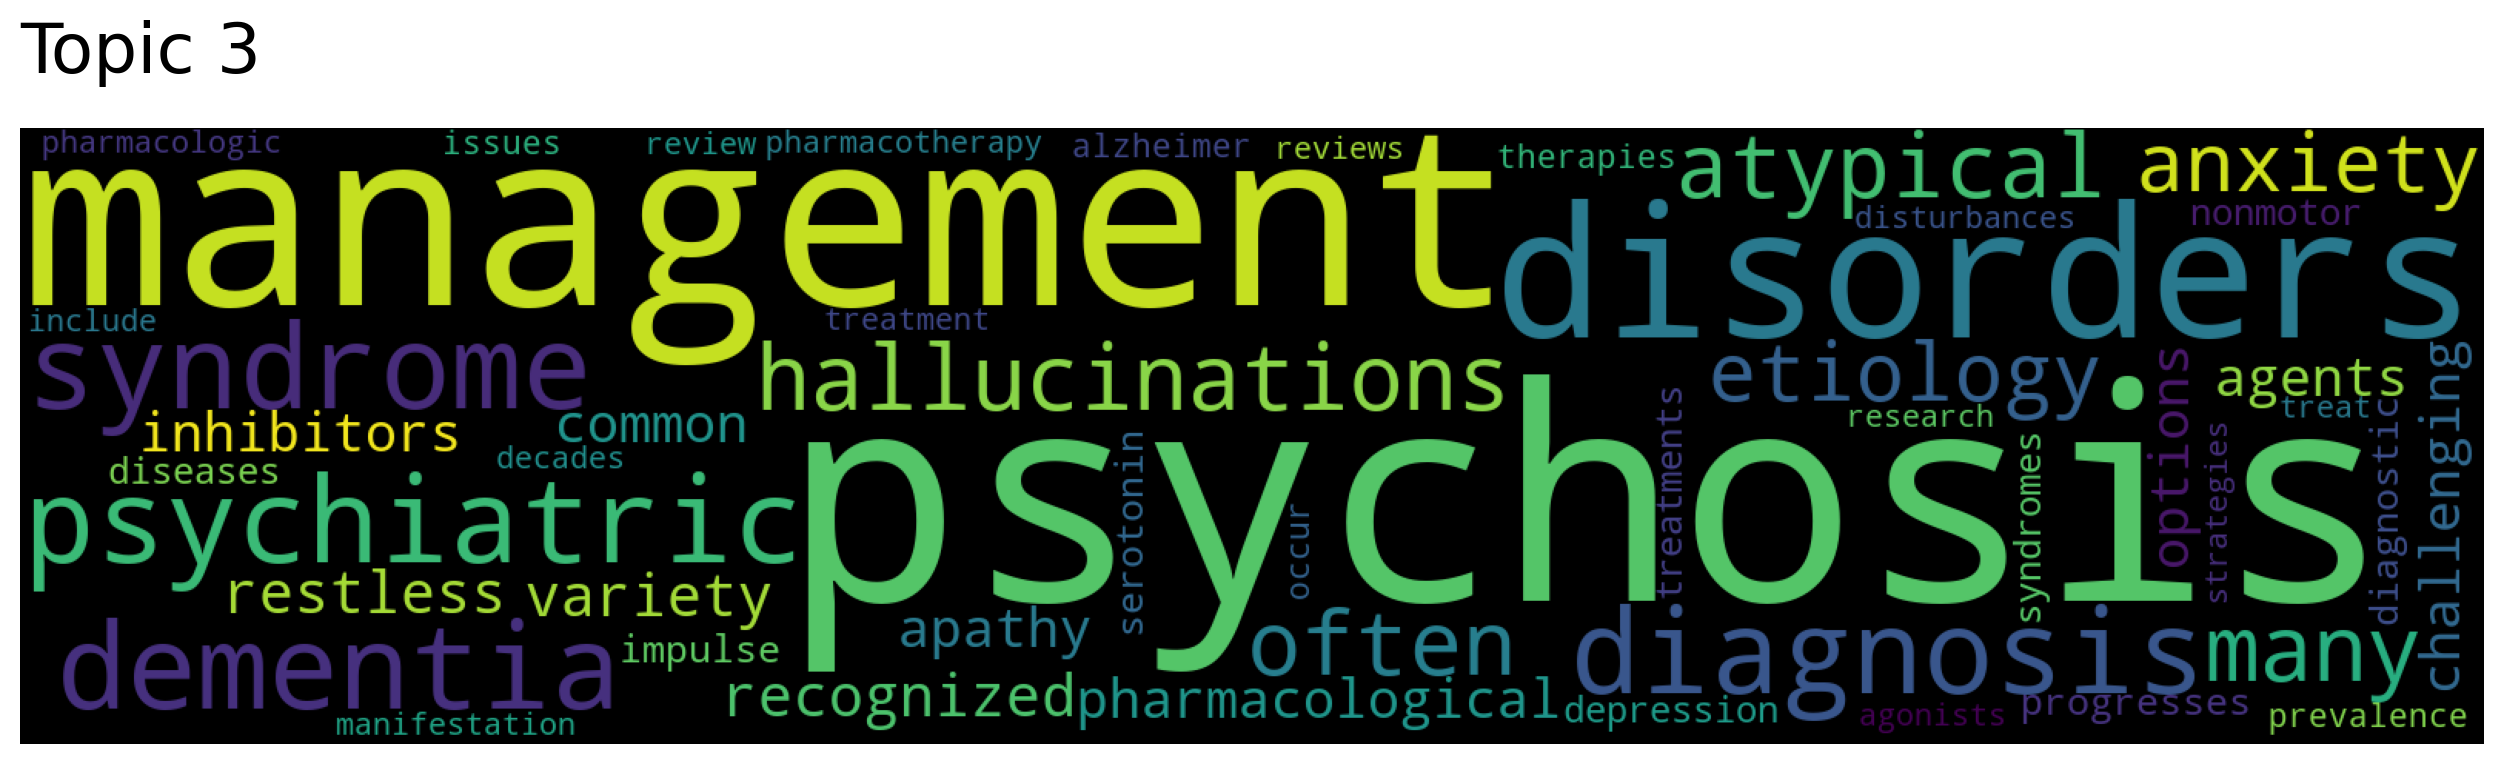 Topic 3
pharmacologic issues review pharmacotherapy alzheimer reviews therapies atypical anxiety
management disorders
disturbances nonmotor
include treatment
syndrome hallucinations etiology options agents challenging
inhibitors common research treat
diseases decades
psychiatric psychosis
serotonin occur treatments syndromes strategies diagnostic
restless variety
dementia impulse apathy often diagnosis many
recognized pharmacological depression agonists progresses prevalence
manifestation